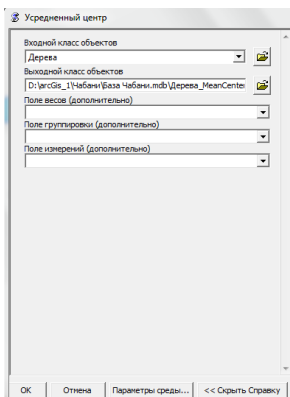 Усредненный центр
Входной класс объектов
Дерева
Выходной класс объектов
D:\arcGis_1\Чабани\База Чабани.mdb\Дерева_MeanCenter
Поле весов (дополнительно)
Поле группировки (дополнительно)
Поле измерений (дополнительно)
OK Отмена Параметры среды... << Скрыть Справку